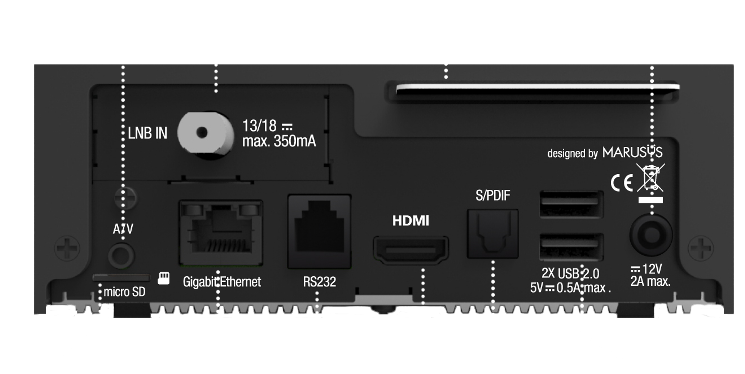 LNB IN
13/18 ⎓
max. 350mA
designed by MARUSYS
CE
A/V
S/PDIF
HDMI
micro SD
Gigabit Ethernet
RS232
2X USB 2.0
5V ⎓ 0.5A max.
⎓ 12V
2A max.